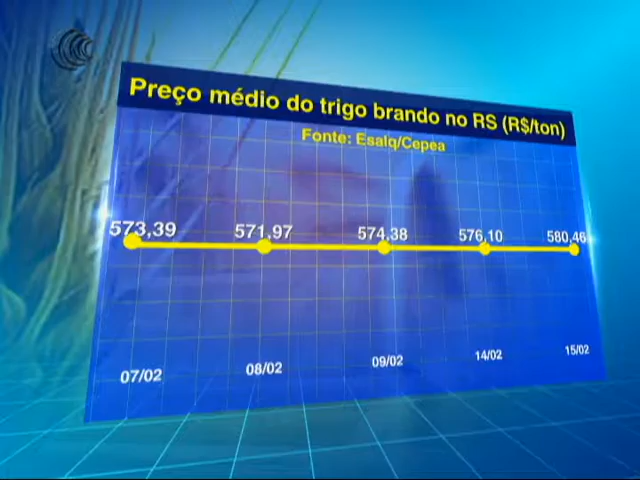 Preço médio do trigo brando no RS (R$/ton)
Fonte: Esalq/Cepea
573,39 571,97 574,38 576,10 580,46
07/02 08/02 09/02 14/02 15/02